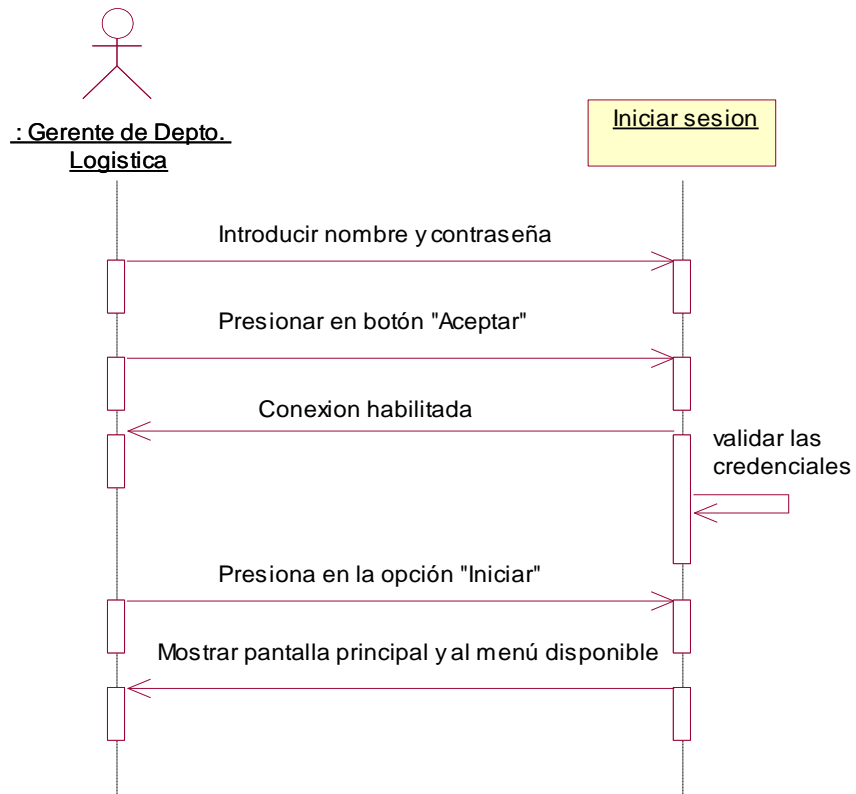 : Gerente de Depto.
Logistica
Iniciar sesion
Introducir nombre y contraseña
Presionar en botón "Aceptar"
Conexion habilitada
validar las
credenciales
Presiona en la opción "Iniciar"
Mostrar pantalla principal y al menú disponible